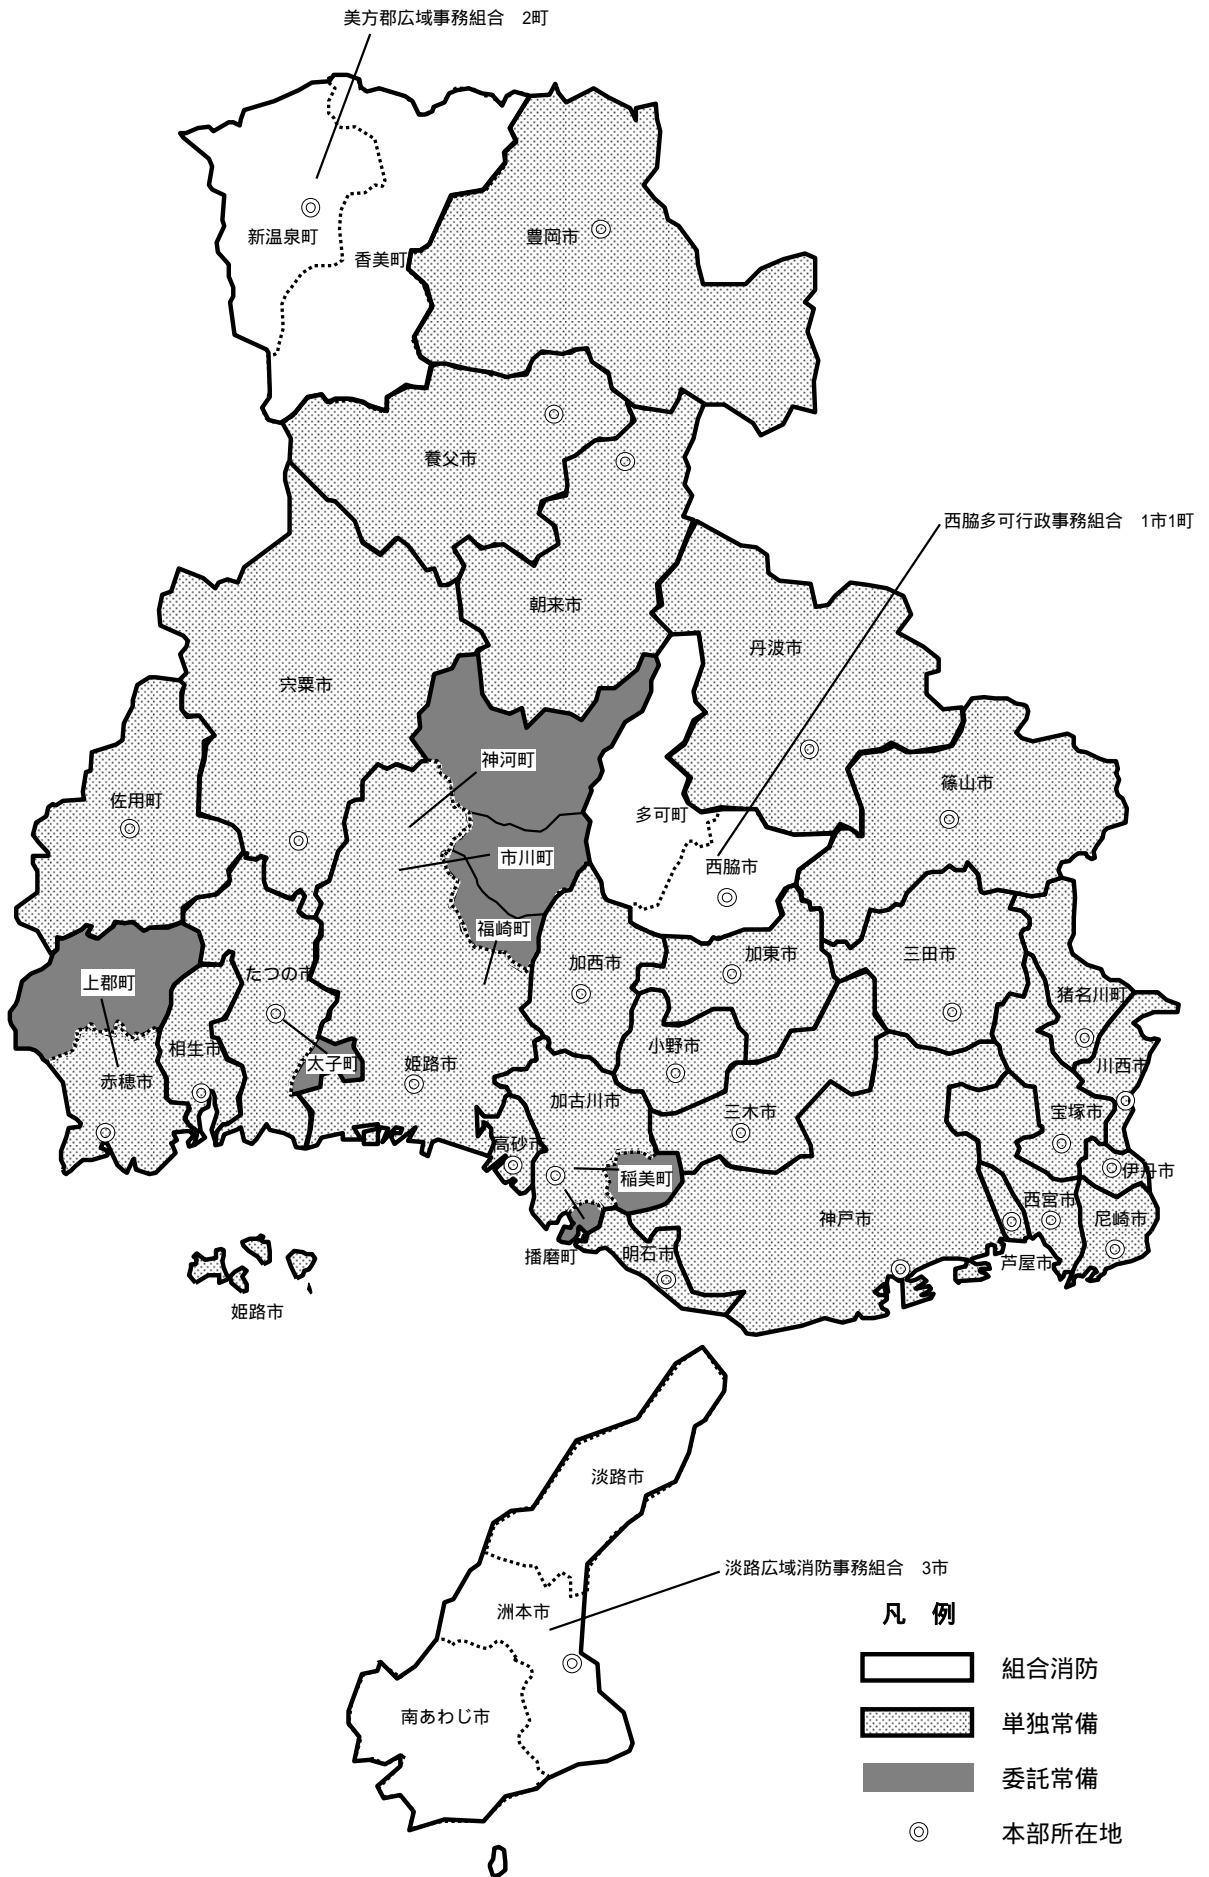 美方郡広域事務組合　2町
新温泉町
香美町
豊岡市
養父市
西脇多可行政事務組合　1市1町
朝来市
丹波市
宍粟市
神河町
篠山市
佐用町
多可町
市川町
西脇市
福崎町
加西市
加東市
三田市
たつの市
上郡町
猪名川町
相生市
小野市
太子町
姫路市
川西市
赤穂市
加古川市
三木市
宝塚市
高砂市
伊丹市
稲美町
西宮市
神戸市
尼崎市
播磨町
明石市
芦屋市
姫路市
淡路市
淡路広域消防事務組合　3市
洲本市
南あわじ市
凡　例
組合消防
単独常備
委託常備
本部所在地